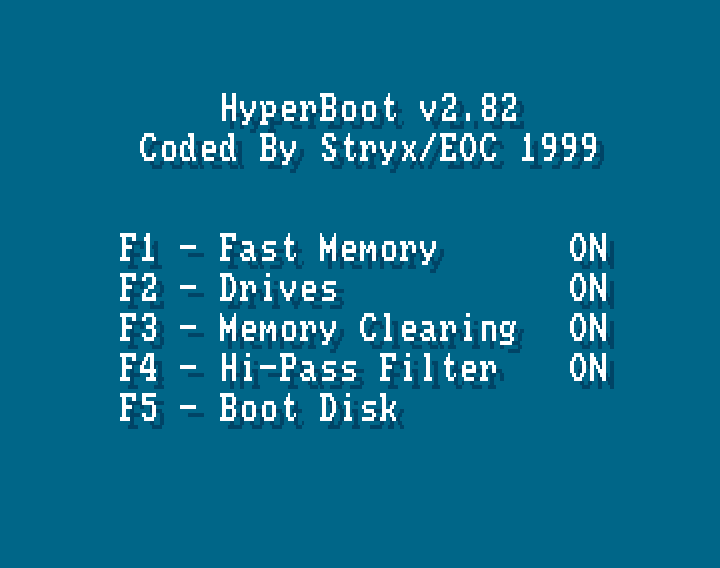 HyperBoot v2.82
Coded By Stryx/EOC 1999
F1 - Fast Memory ON
F2 - Drives ON
F3 - Memory Clearing ON
F4 - Hi-Pass Filter ON
F5 - Boot Disk